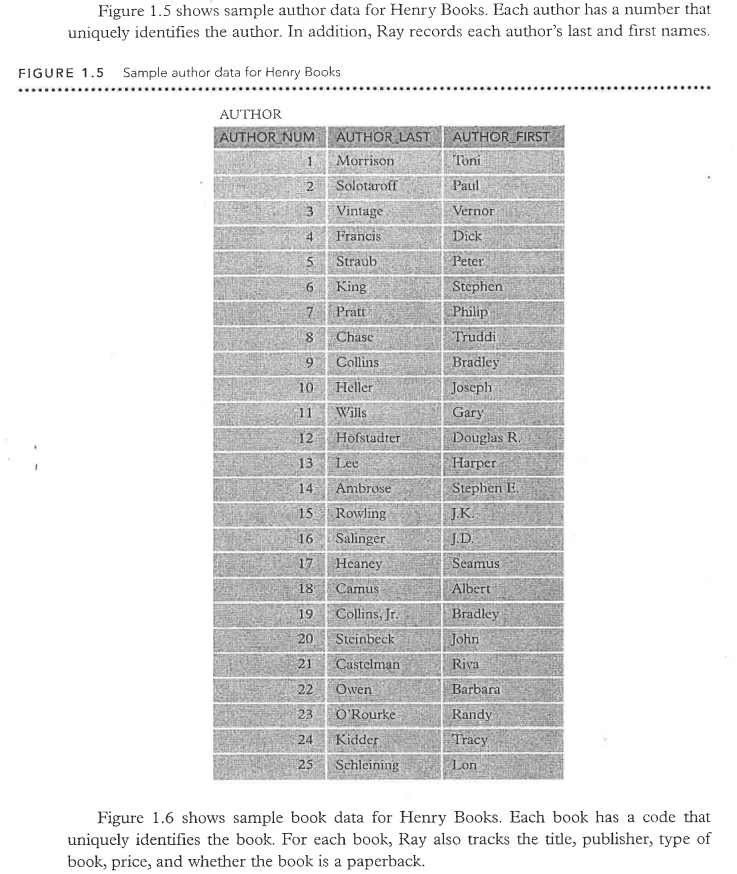 Figure 1.5 shows sample author data for Henry Books. Each author has a number that
uniquely identifies the author. In addition, Ray records each author's last and first names.
FIGURE 1.5 Sample author data for Henry Books
AUTHOR
AUTHOR_NUM AUTHOR_LAST AUTHOR_FIRST
1 Morrison Toni
2 Solotaroff Paul
3 Vintage Vernor
4 Francis Dick
5 Straub Peter
6 King Stephen
7 Pratt Philip
8 Chase Truddi
9 Collins Bradley
10 Heller Joseph
11 Wills Gary
12 Hofstadter Douglas R.
13 Lee Harper
14 Ambrose Stephen E.
15 Rowling J.K.
16 Salinger J.D.
17 Heaney Seamus
18 Camus Albert
19 Collins, Jr. Bradley
20 Steinbeck John
21 Castelman Riva
22 Owen Barbara
23 O'Rourke Randy
24 Kidder Tracy
25 Schleining Lon
Figure 1.6 shows sample book data for Henry Books. Each book has a code that
uniquely identifies the book. For each book, Ray also tracks the title, publisher, type of
book, price, and whether the book is a paperback.